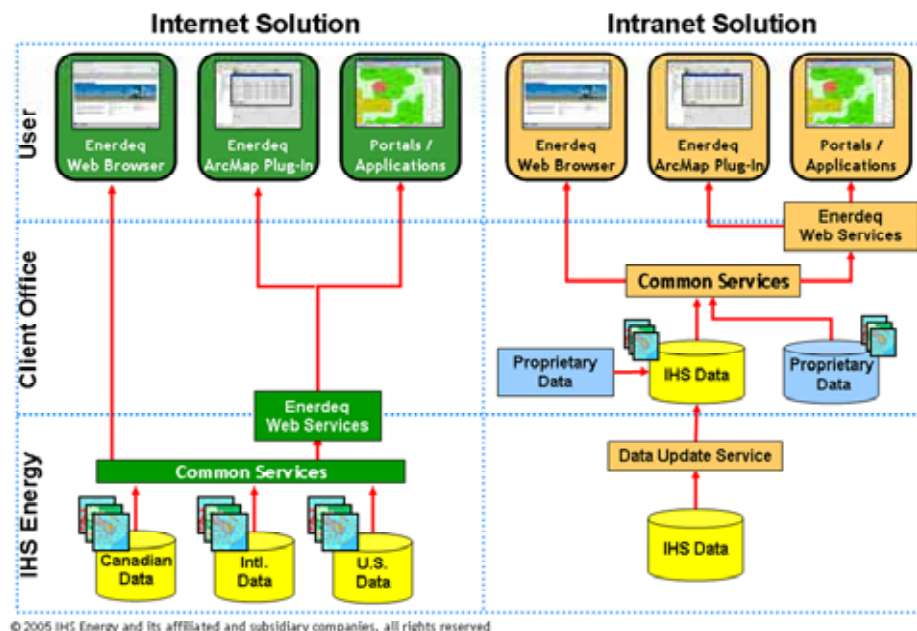 Internet Solution
Intranet Solution
User
Enerdeq
Web Browser
Enerdeq
ArcMap Plug-In
Portals /
Applications
Enerdeq
Web Browser
Enerdeq
ArcMap Plug-In
Portals /
Applications
Client Office
Enerdeq
Web Services
Common Services
Proprietary
Data
IHS Data
Proprietary
Data
Enerdeq
Web Services
IHS Energy
Common Services
Canadian
Data
Intl.
Data
U.S.
Data
Data Update Service
IHS Data
© 2005 IHS Energy and its affiliated and subsidiary companies, all rights reserved